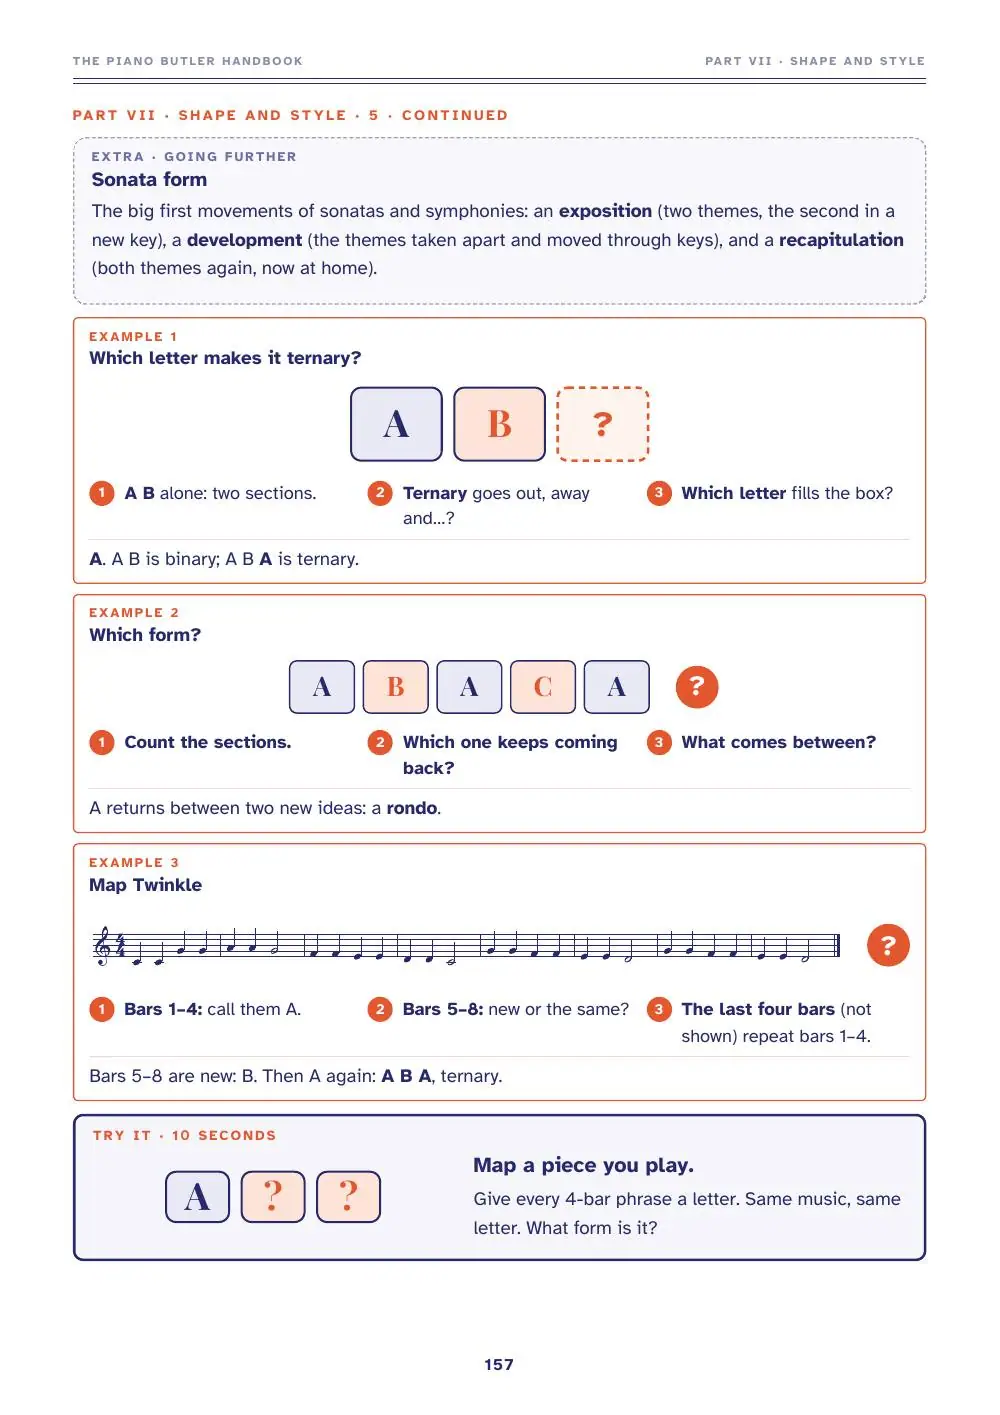 THE PIANO BUTLER HANDBOOK
PART VII · SHAPE AND STYLE
PART VII · SHAPE AND STYLE · 5 · CONTINUED
EXTRA · GOING FURTHER
Sonata form
The big first movements of sonatas and symphonies: an exposition (two themes, the second in a
new key), a development (the themes taken apart and moved through keys), and a recapitulation
(both themes again, now at home).
EXAMPLE 1
Which letter makes it ternary?
A B ?
1 A B alone: two sections.
2 Ternary goes out, away
and...?
3 Which letter fills the box?
A. A B is binary; A B A is ternary.
EXAMPLE 2
Which form?
A B A C A ?
1 Count the sections.
2 Which one keeps coming
back?
3 What comes between?
A returns between two new ideas: a rondo.
EXAMPLE 3
Map Twinkle
4
4
?
1 Bars 1–4: call them A.
2 Bars 5–8: new or the same?
3 The last four bars (not
shown) repeat bars 1–4.
Bars 5–8 are new: B. Then A again: A B A, ternary.
TRY IT · 10 SECONDS
A ? ?
Map a piece you play.
Give every 4-bar phrase a letter. Same music, same
letter. What form is it?
157